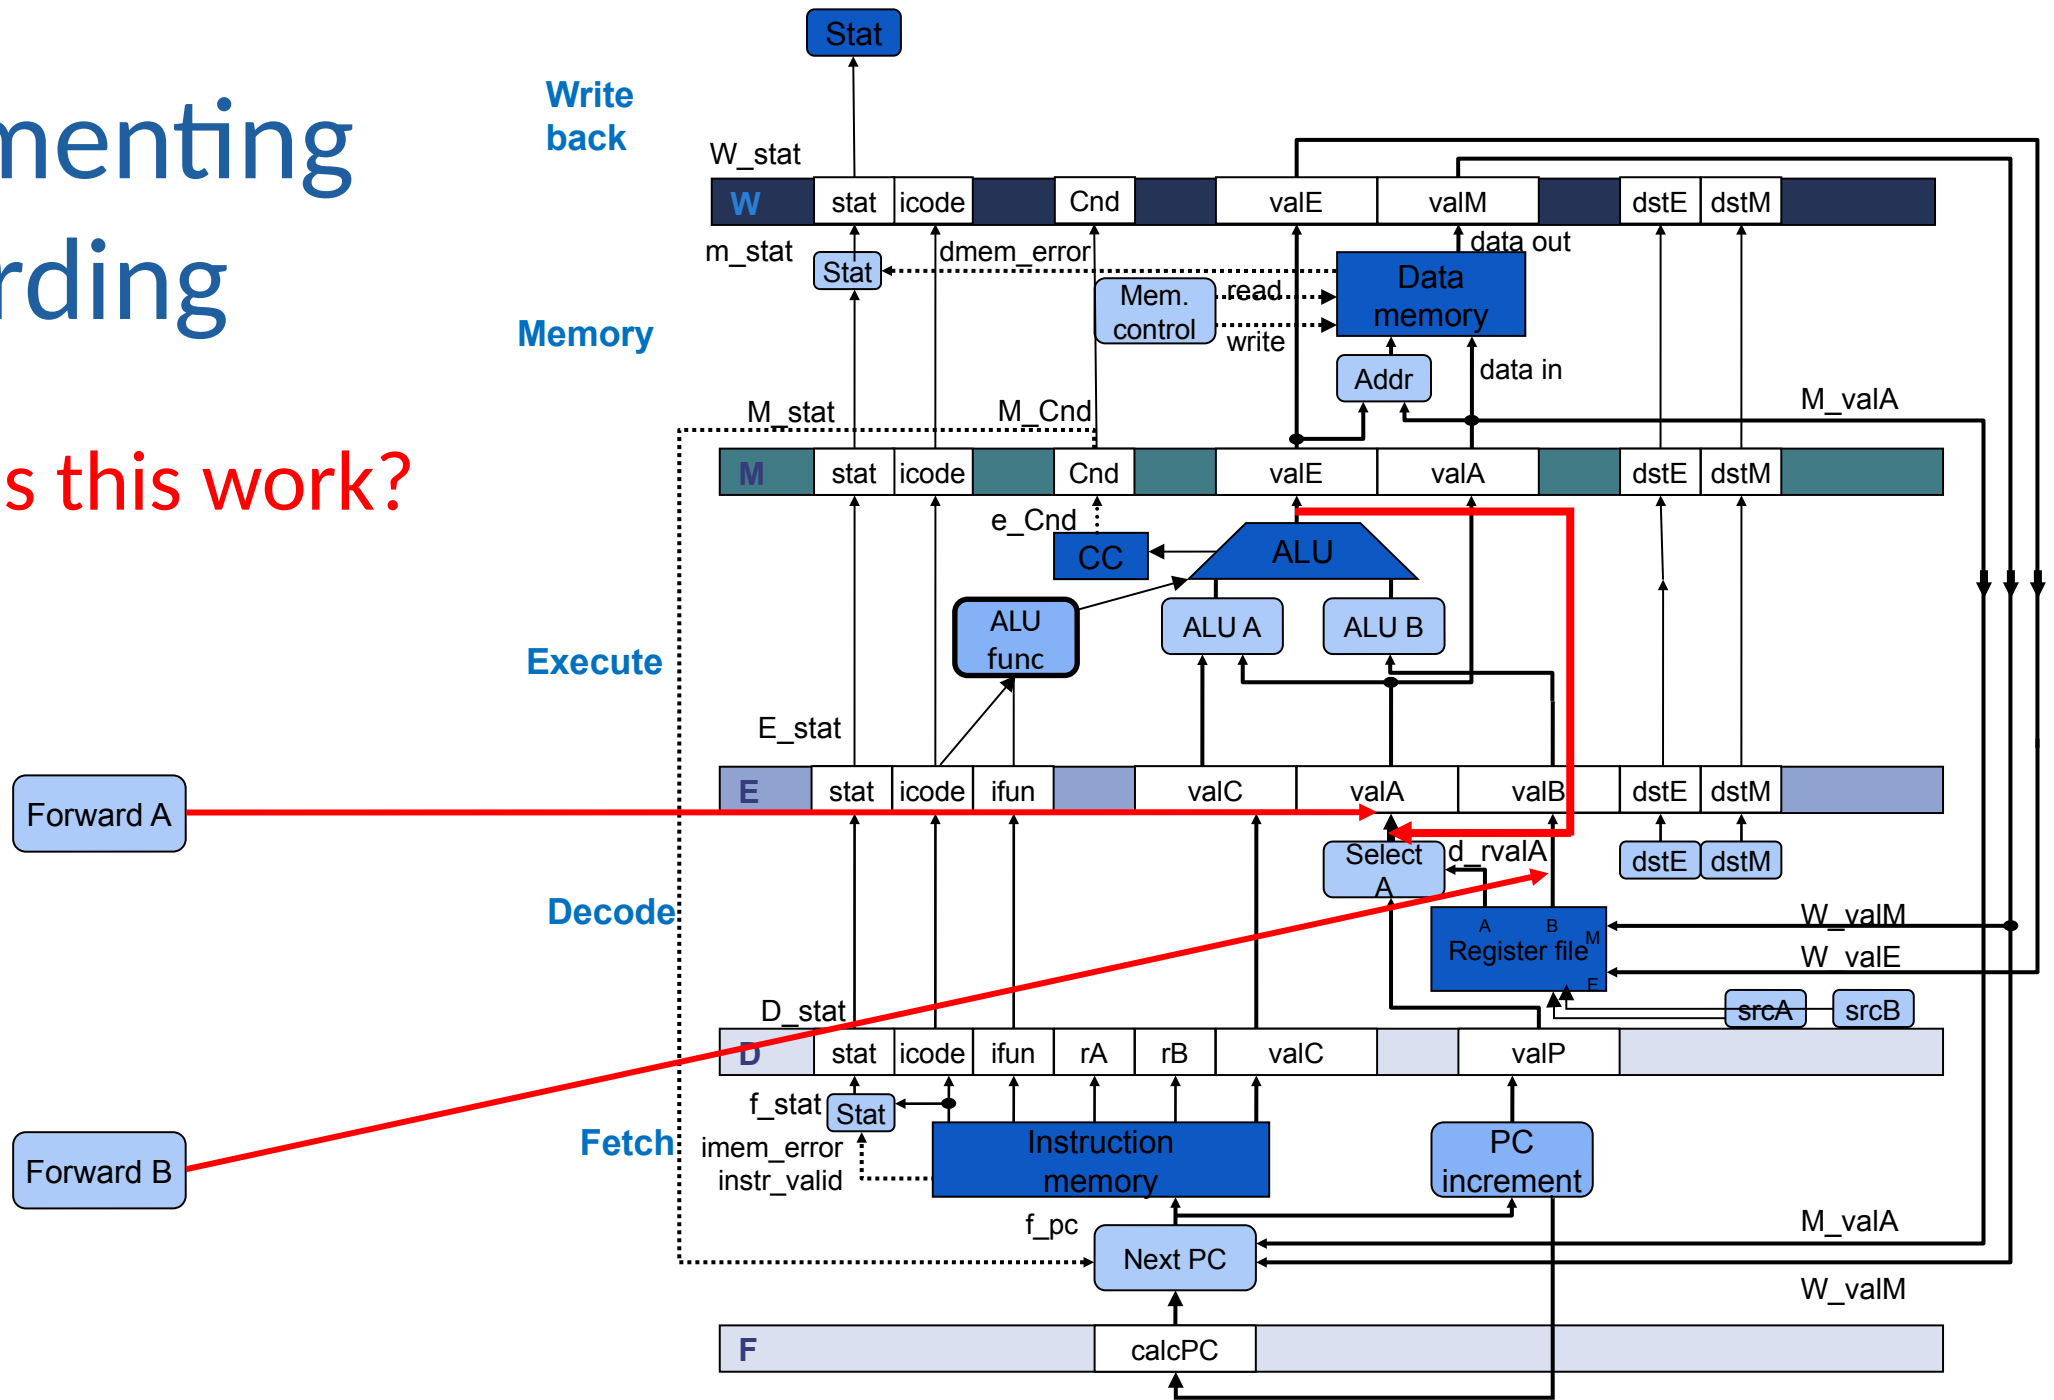 Stat
Write
back
menting
W_stat
W
stat
icode
Cnd
valE
valM
dstE
dstM
rding
m_stat
Stat
dmem_error
data out
Data
memory
Mem.
control
read
write
Memory
Addr
data in
M_stat
M_Cnd
M_valA
s this work?
M
stat
icode
Cnd
valE
valA
dstE
dstM
e_Cnd
CC
ALU
ALU
func
ALU A
ALU B
Execute
E_stat
E
stat
icode
ifun
valC
valA
valB
dstE
dstM
Forward A
Select
A
d_rvalA
dstE
dstM
Decode
A
B
M
Register file
E
W_valM
W_valE
D_stat
srcA
srcB
D
stat
icode
ifun
rA
rB
valC
valP
f_stat
Stat
Fetch
imem_error
instr_valid
Instruction
memory
PC
increment
Forward B
f_pc
Next PC
M_valA
W_valM
F
calcPC